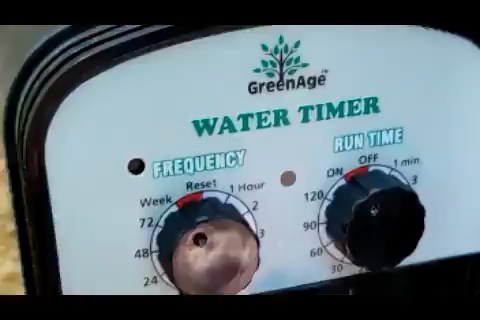 GreenAge™
WATER TIMER
FREQUENCY
RUN TIME
Reset
Week
1 Hour
72
2
48
3
24
OFF
ON
1 min.
120
3
90
60
30